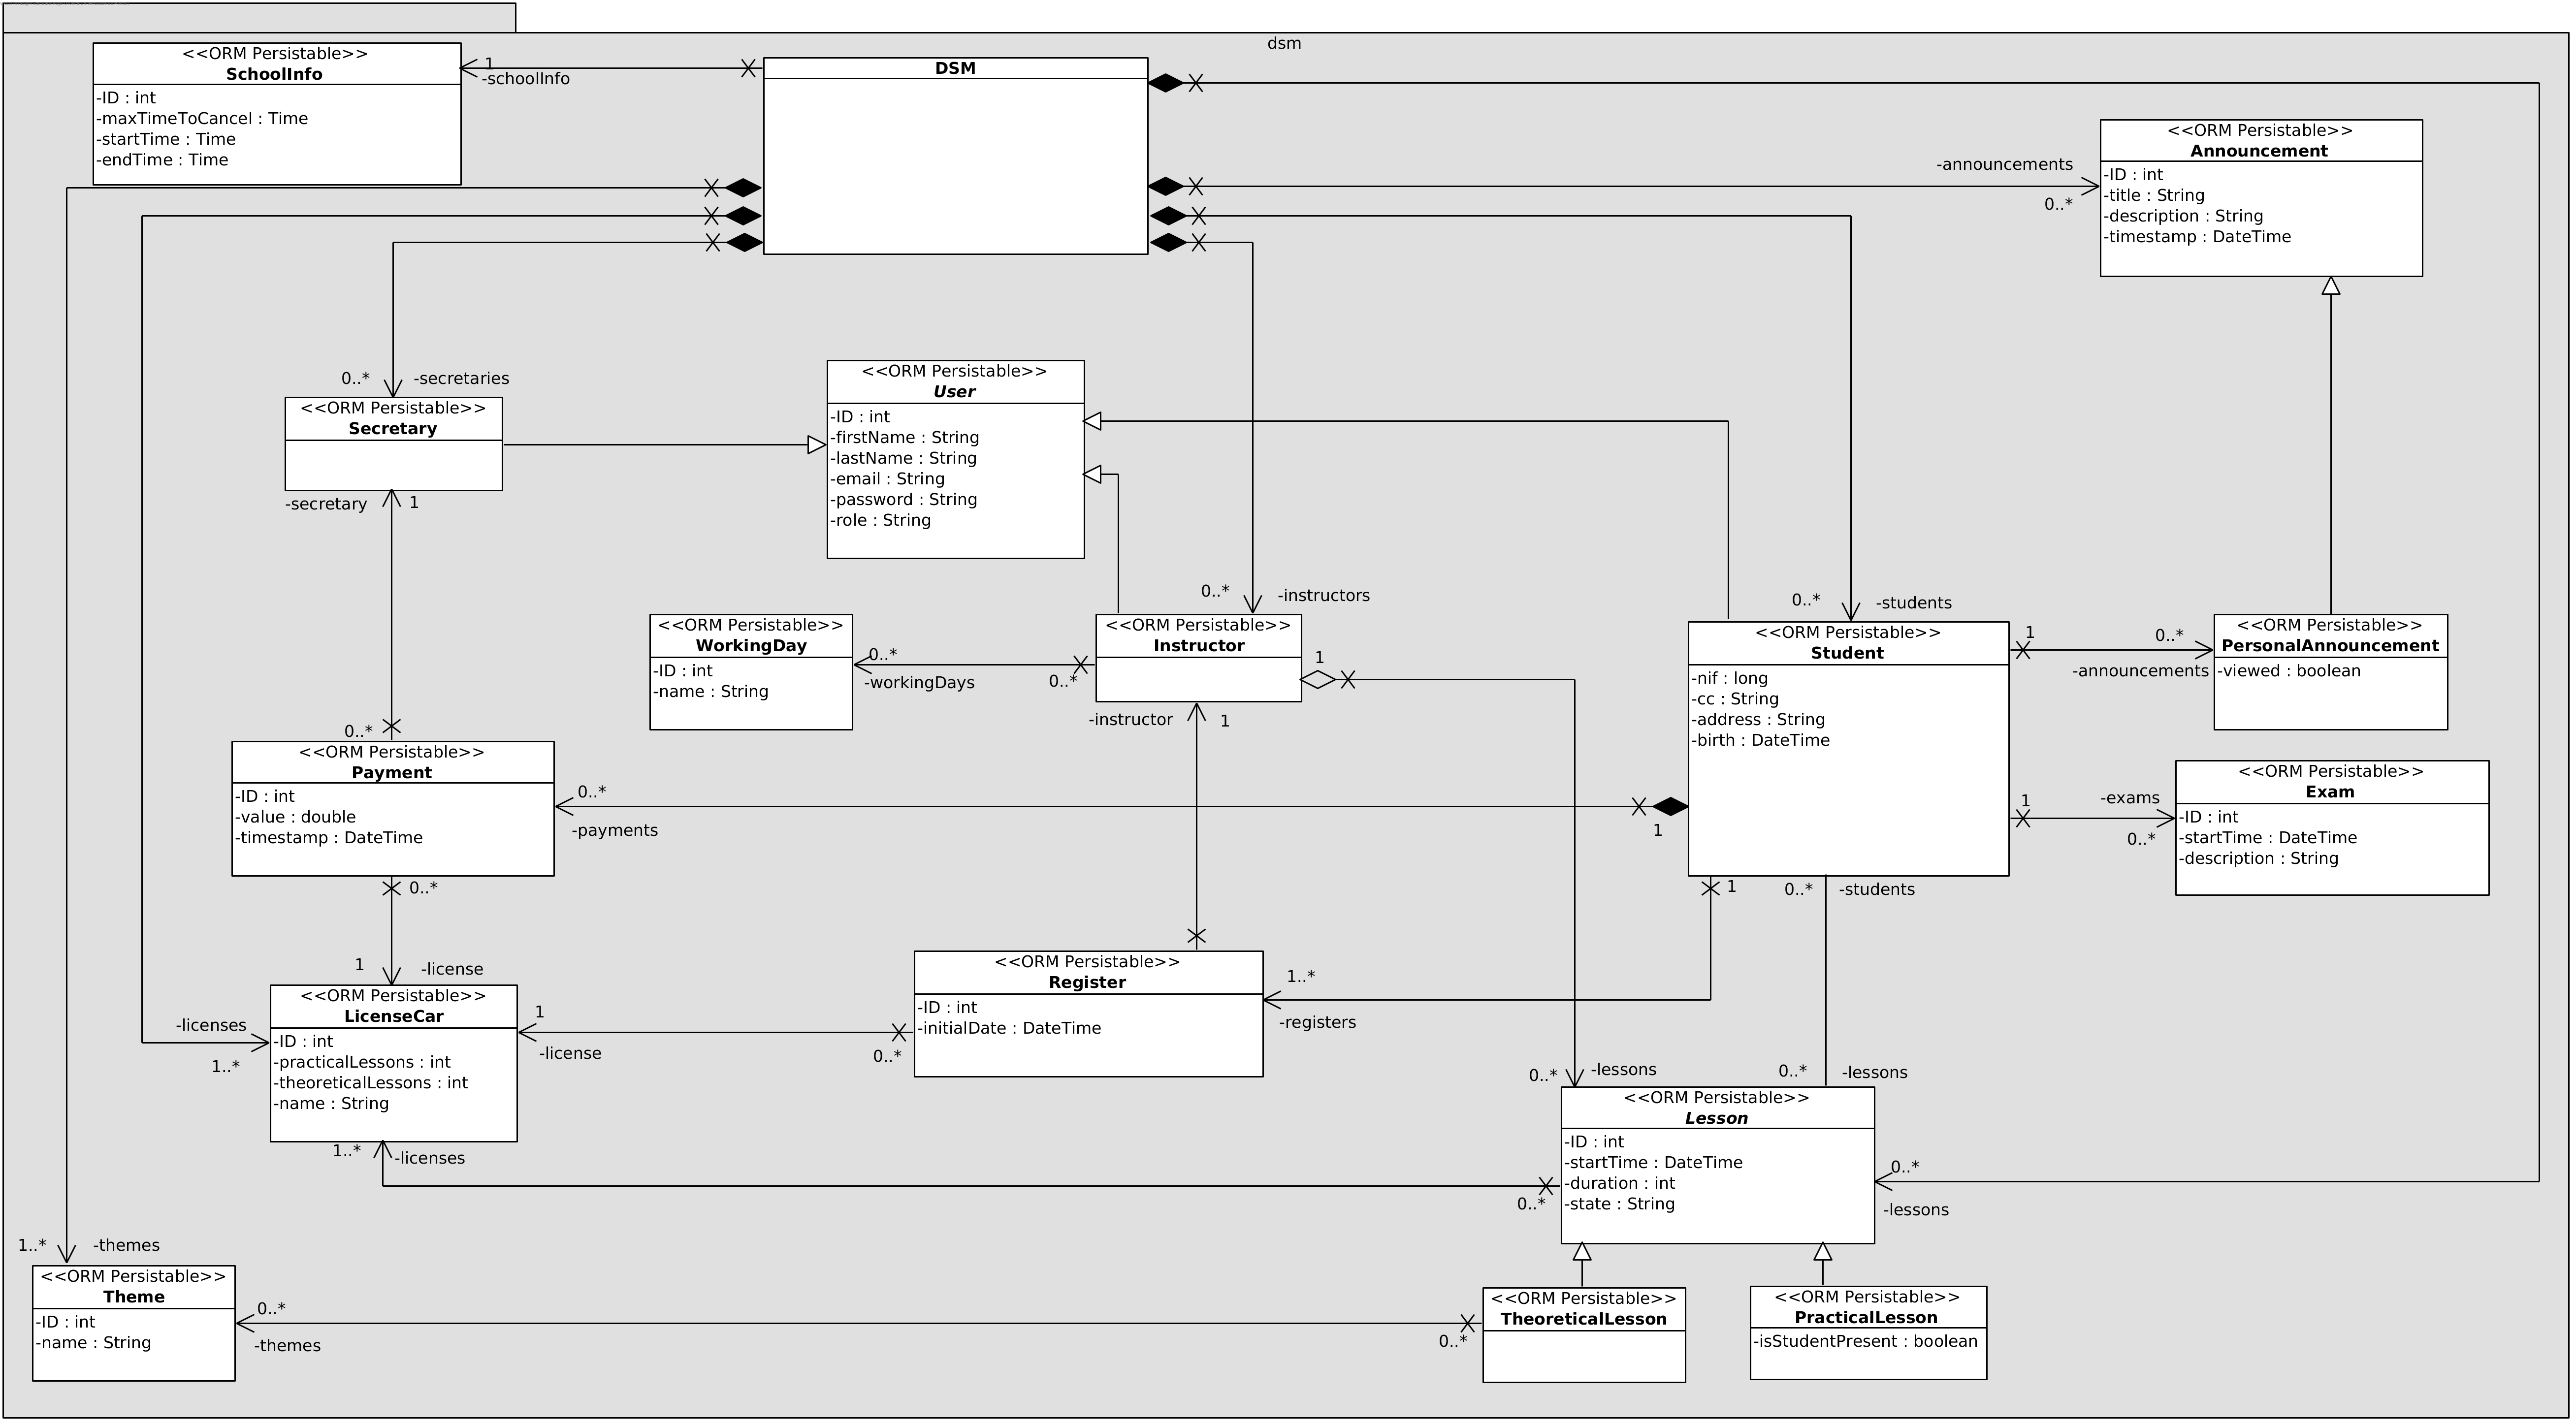 dsm
<<ORM Persistable>>
SchoolInfo
-ID : int
-maxTimeToCancel : Time
-startTime : Time
-endTime : Time
1
-schoolInfo
DSM
<<ORM Persistable>>
Announcement
-ID : int
-title : String
-description : String
-timestamp : DateTime
-announcements
0..*
0..*
-secretaries
<<ORM Persistable>>
Secretary
-secretary
1
<<ORM Persistable>>
User
-ID : int
-firstName : String
-lastName : String
-email : String
-password : String
-role : String
0..*
-instructors
0..*
-students
<<ORM Persistable>>
WorkingDay
-ID : int
-name : String
0..*
-workingDays
0..*
<<ORM Persistable>>
Instructor
1
-instructor
1
<<ORM Persistable>>
Student
-nif : long
-cc : String
-address : String
-birth : DateTime
1
0..*
-announcements
<<ORM Persistable>>
PersonalAnnouncement
-viewed : boolean
0..*
<<ORM Persistable>>
Payment
-ID : int
-value : double
-timestamp : DateTime
0..*
-payments
1
1
-exams
0..*
<<ORM Persistable>>
Exam
-ID : int
-startTime : DateTime
-description : String
0..*
1
0..*
-students
1
-license
<<ORM Persistable>>
LicenseCar
-ID : int
-practicalLessons : int
-theoreticalLessons : int
-name : String
-licenses
1..*
1
-license
0..*
<<ORM Persistable>>
Register
-ID : int
-initialDate : DateTime
1..*
-registers
0..*
-lessons
0..*
-lessons
<<ORM Persistable>>
Lesson
-ID : int
-startTime : DateTime
-duration : int
-state : String
1..*
-licenses
0..*
0..*
-lessons
1..*
-themes
<<ORM Persistable>>
Theme
-ID : int
-name : String
0..*
-themes
0..*
<<ORM Persistable>>
TheoreticalLesson
<<ORM Persistable>>
PracticalLesson
-isStudentPresent : boolean